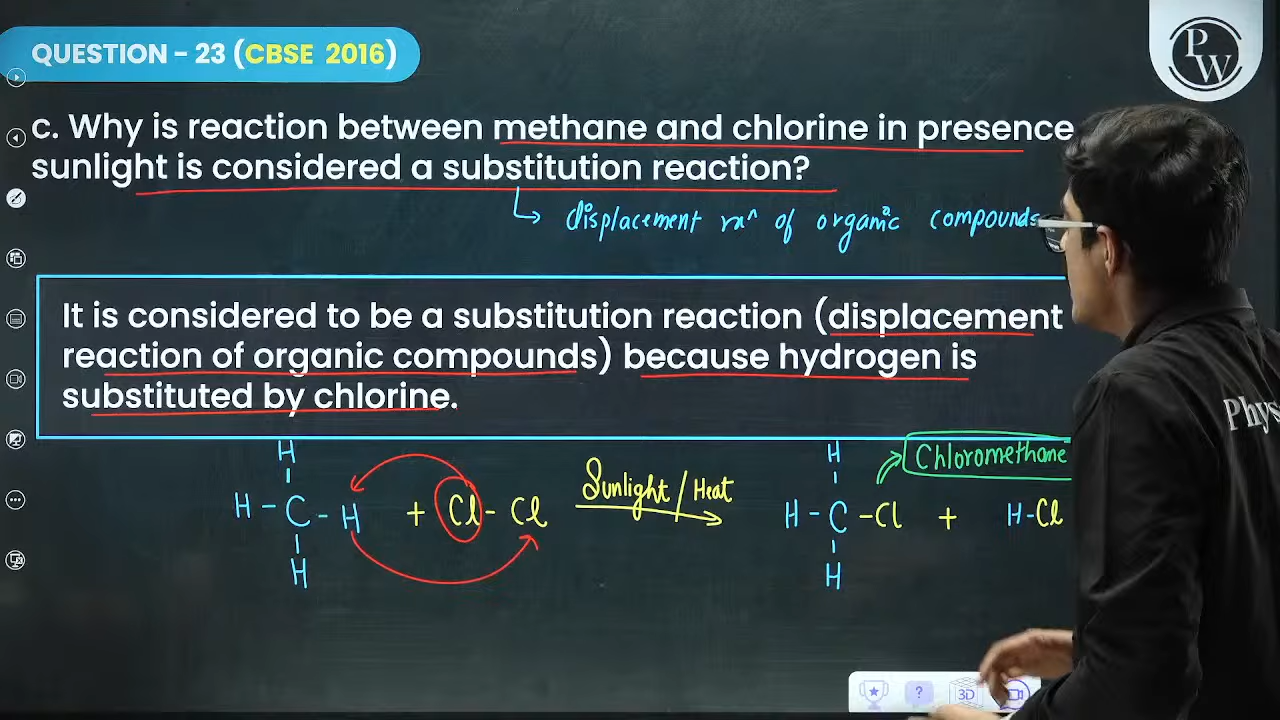 QUESTION - 23 (CBSE 2016)
PW
c. Why is reaction between methane and chlorine in presence
sunlight is considered a substitution reaction?
displacement rxⁿ of organic compounds
It is considered to be a substitution reaction (displacement
reaction of organic compounds) because hydrogen is
substituted by chlorine.
H H Chloromethane
H - C - H + Cl - Cl Sunlight / Heat H - C - Cl + H - Cl
H H
Phys
? 3D